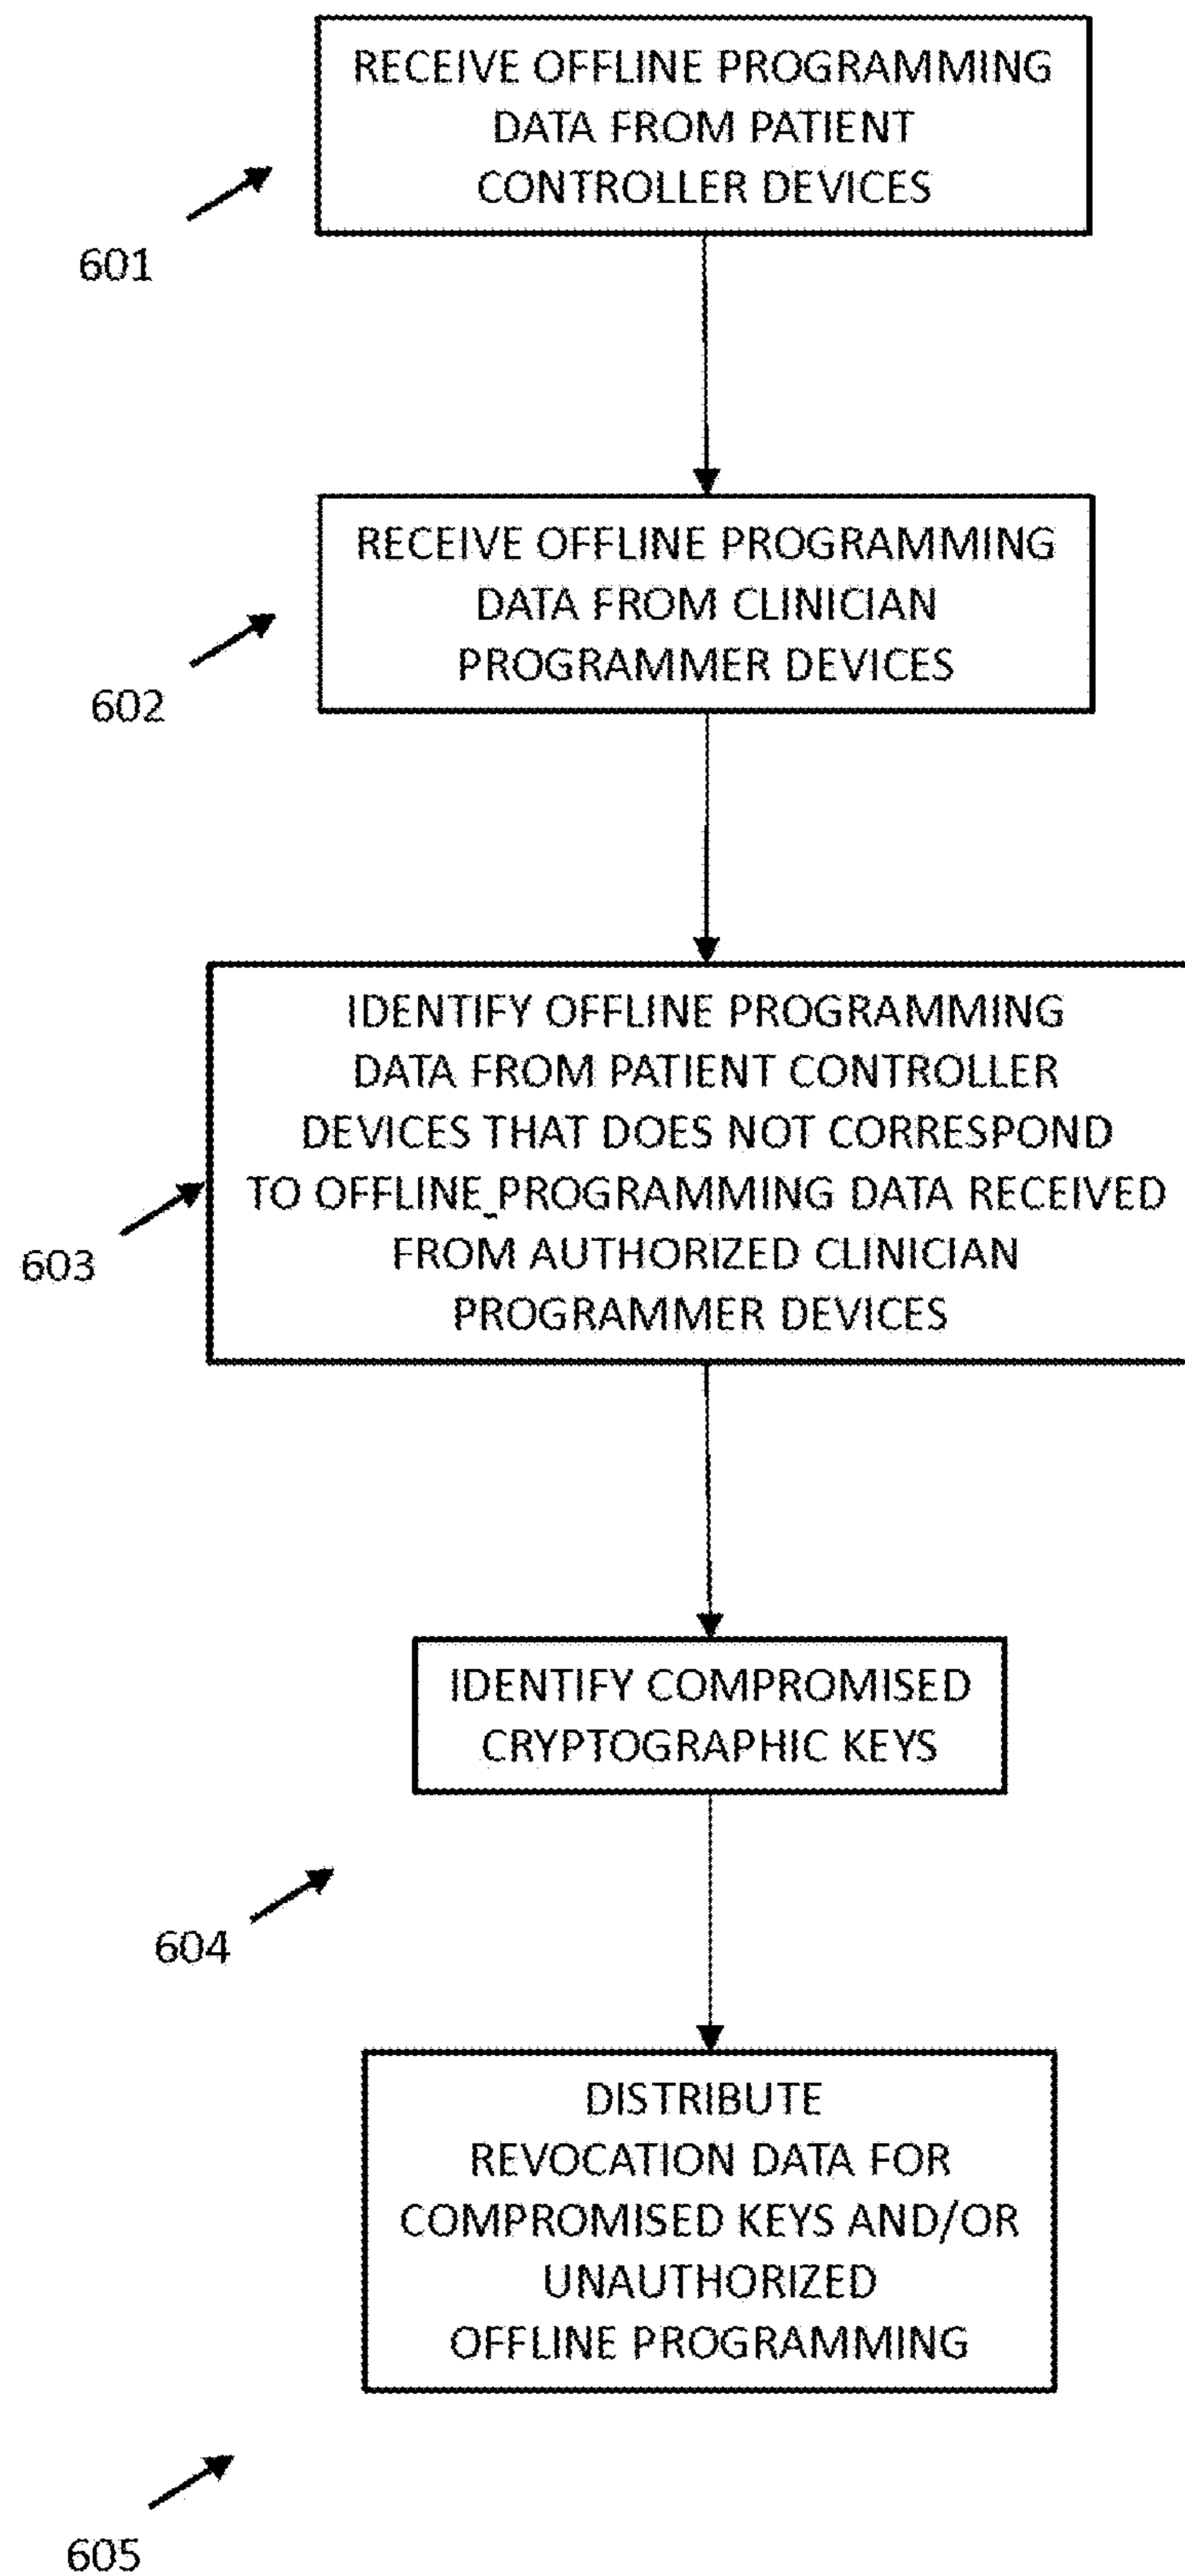 RECEIVE OFFLINE PROGRAMMING
DATA FROM PATIENT
CONTROLLER DEVICES
601
RECEIVE OFFLINE PROGRAMMING
DATA FROM CLINICIAN
PROGRAMMER DEVICES
602
IDENTIFY OFFLINE PROGRAMMING
DATA FROM PATIENT CONTROLLER
DEVICES THAT DOES NOT CORRESPOND
TO OFFLINE PROGRAMMING DATA RECEIVED
FROM AUTHORIZED CLINICIAN
PROGRAMMER DEVICES
603
IDENTIFY COMPROMISED
CRYPTOGRAPHIC KEYS
604
DISTRIBUTE
REVOCATION DATA FOR
COMPROMISED KEYS AND/OR
UNAUTHORIZED
OFFLINE PROGRAMMING
605